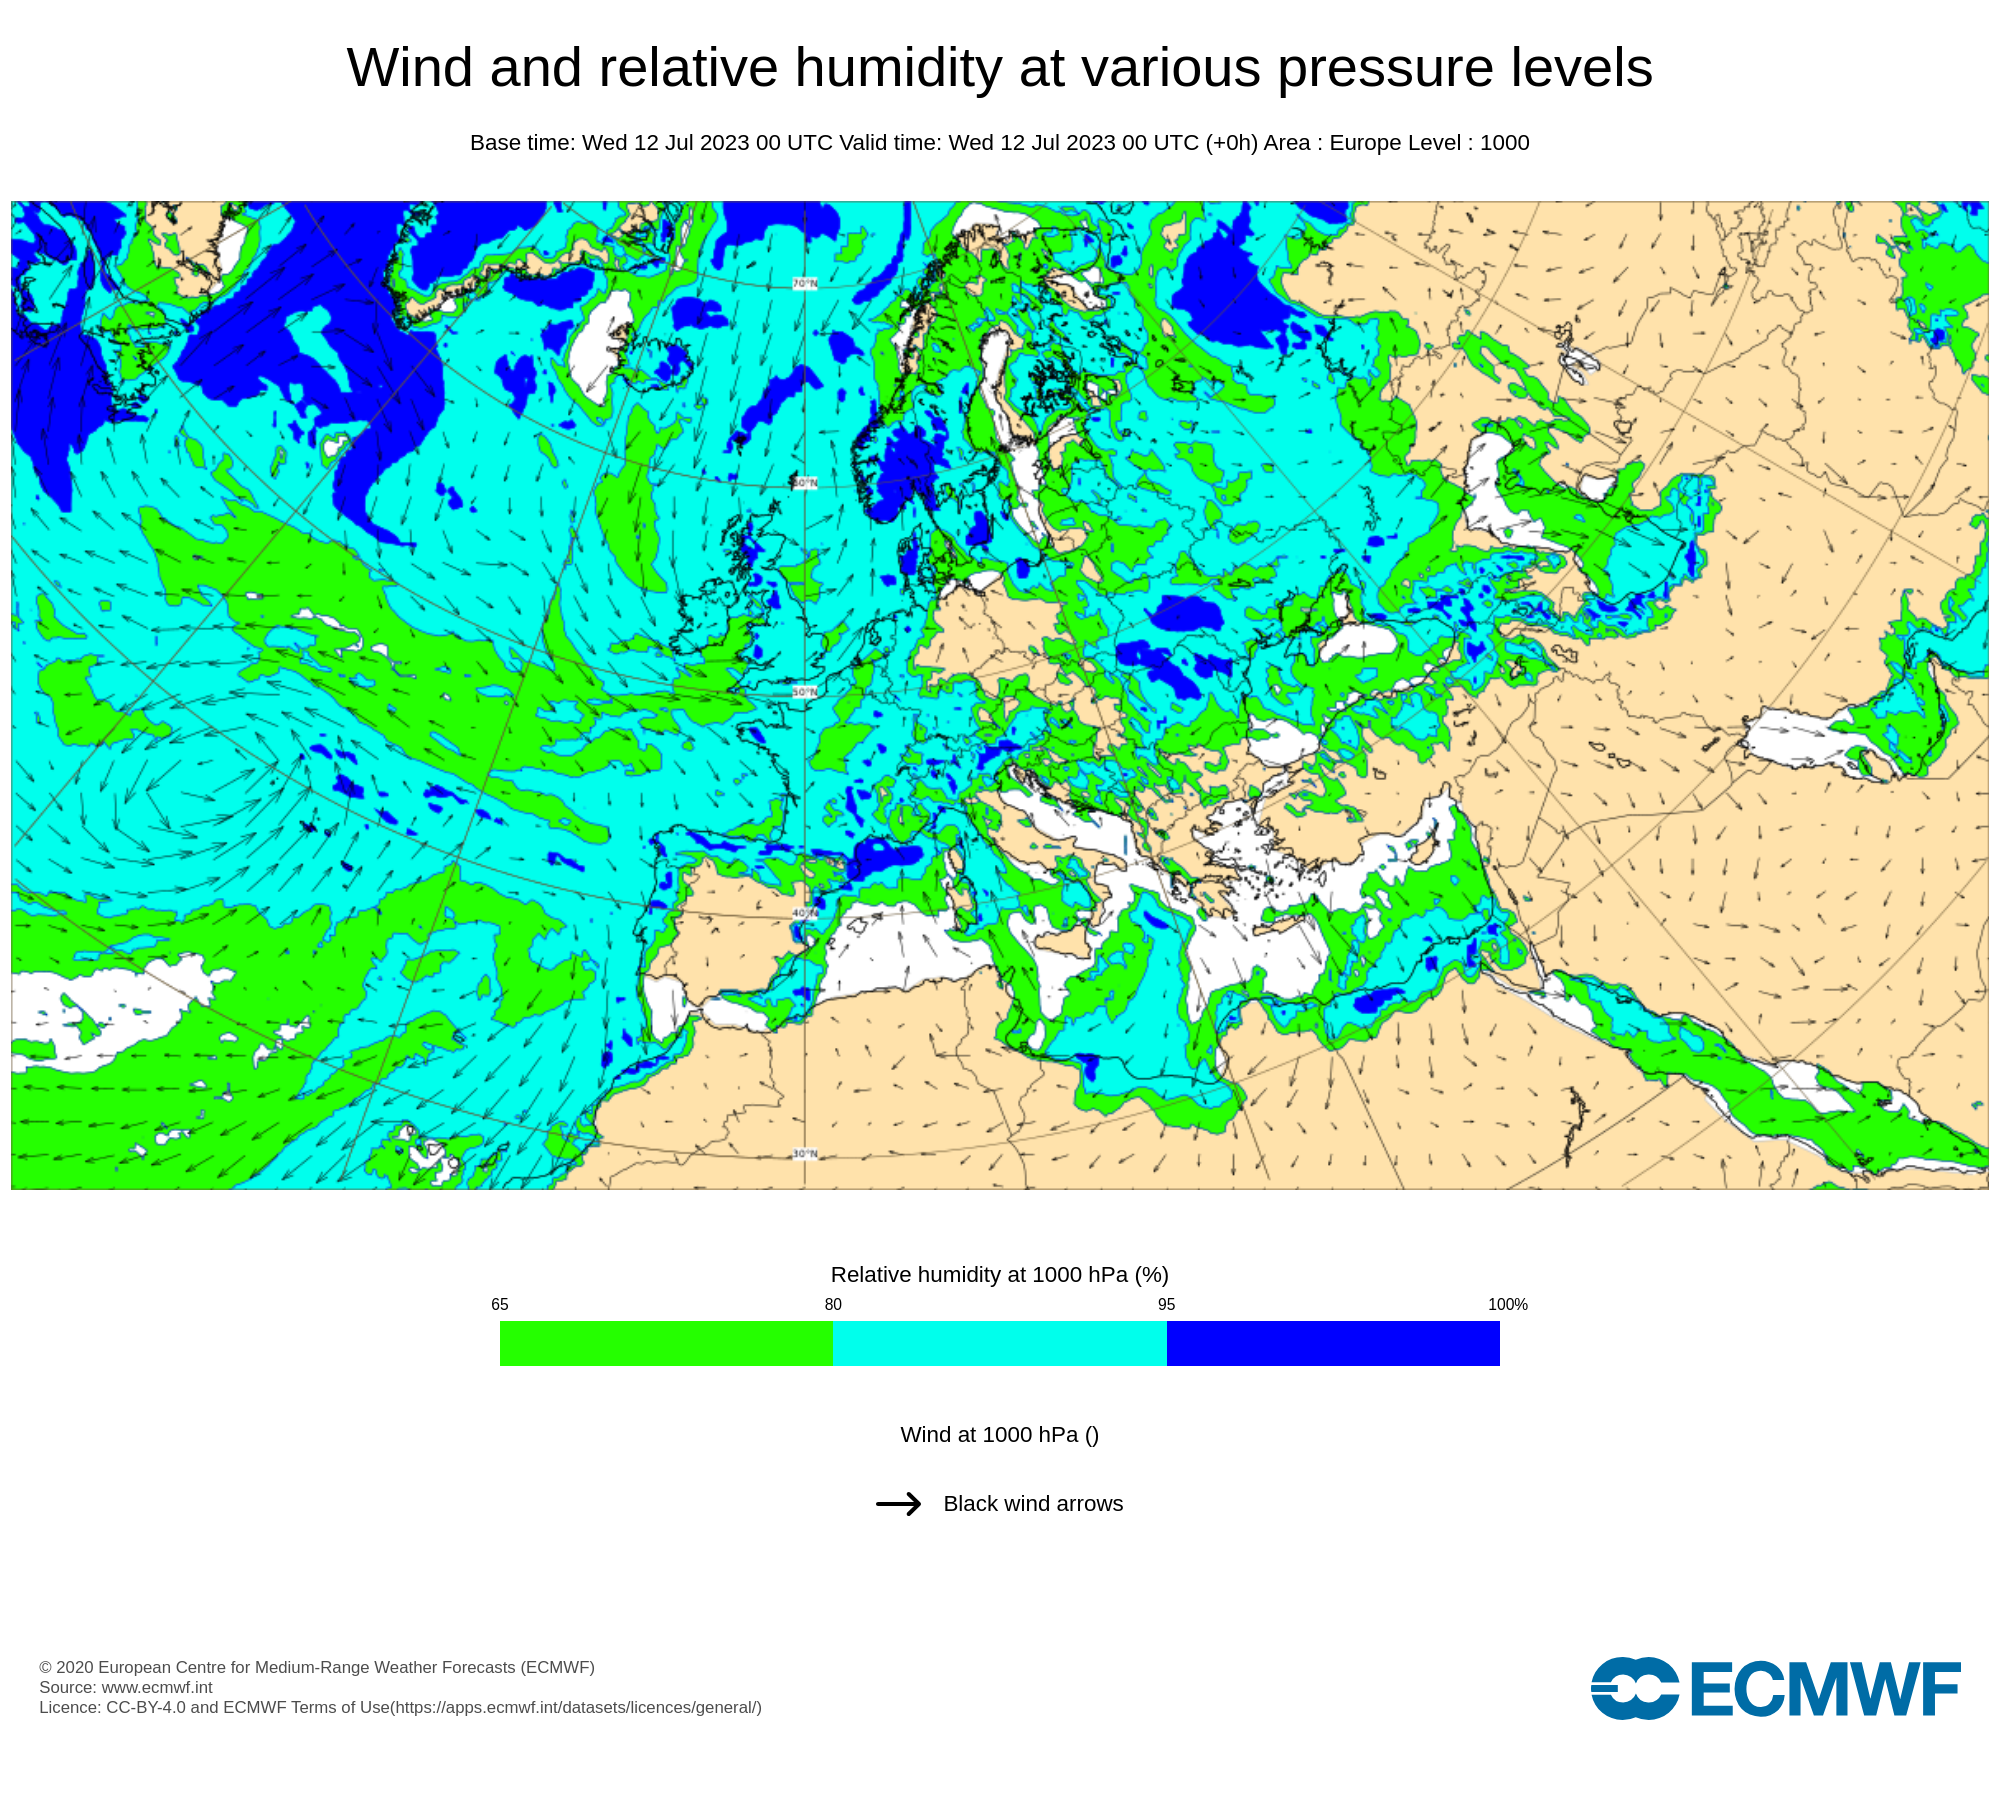 Wind and relative humidity at various pressure levels
Base time: Wed 12 Jul 2023 00 UTC Valid time: Wed 12 Jul 2023 00 UTC (+0h) Area : Europe Level : 1000
70°N
60°N
50°N
40°N
30°N
Relative humidity at 1000 hPa (%)
65 80 95 100%
Wind at 1000 hPa ()
Black wind arrows
© 2020 European Centre for Medium-Range Weather Forecasts (ECMWF)
Source: www.ecmwf.int
Licence: CC-BY-4.0 and ECMWF Terms of Use(https://apps.ecmwf.int/datasets/licences/general/)
ECMWF